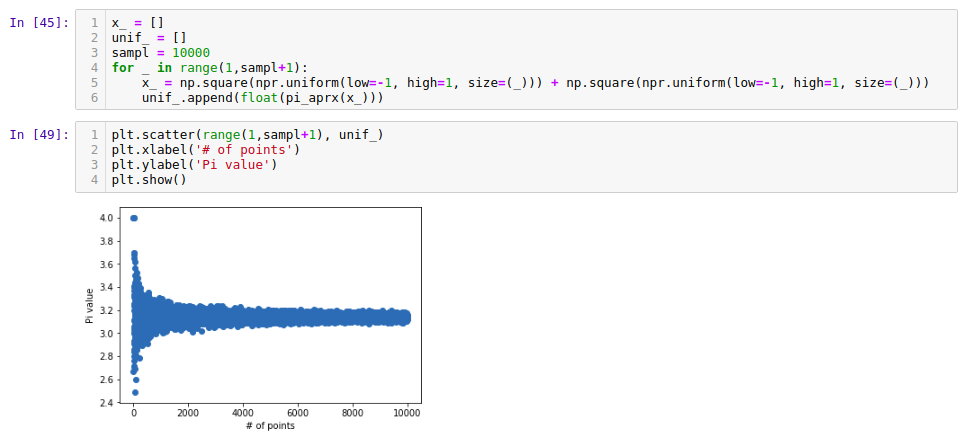 In [45]:
1 x_ = []
2 unif_ = []
3 sampl = 10000
4 for _ in range(1,sampl+1):
5     x_ = np.square(npr.uniform(low=-1, high=1, size=(_))) + np.square(npr.uniform(low=-1, high=1, size=(_)))
6     unif_.append(float(pi_aprx(x_)))
In [49]:
1 plt.scatter(range(1,sampl+1), unif_)
2 plt.xlabel('# of points')
3 plt.ylabel('Pi value')
4 plt.show()
4.0
3.8
3.6
3.4
3.2
3.0
2.8
2.6
2.4
Pi value
0 2000 4000 6000 8000 10000
# of points